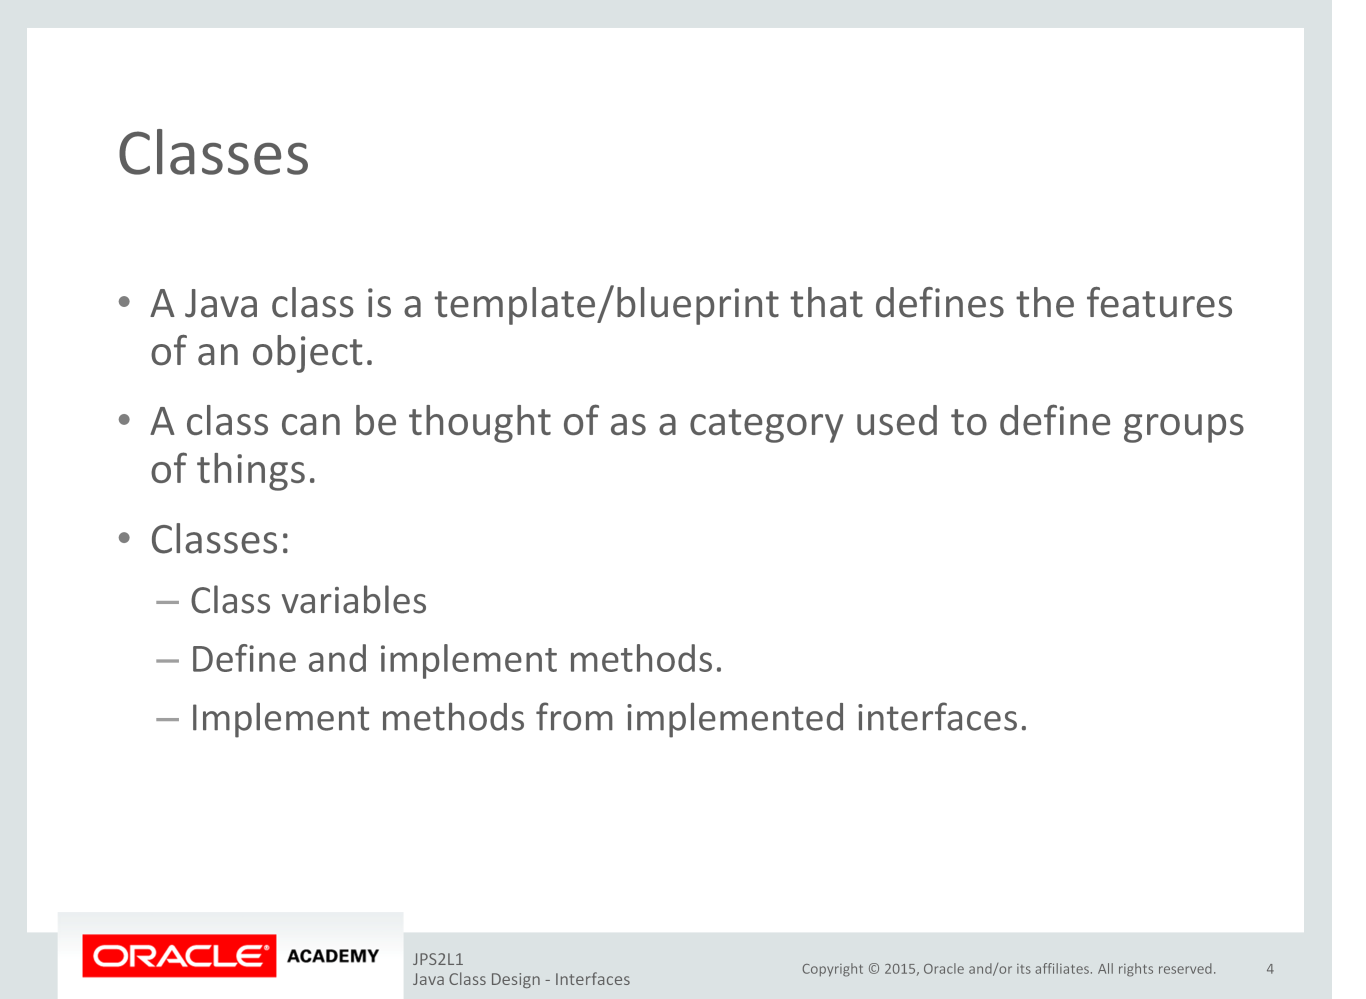 Classes
• A Java class is a template/blueprint that defines the features
of an object.
• A class can be thought of as a category used to define groups
of things.
• Classes:
– Class variables
– Define and implement methods.
– Implement methods from implemented interfaces.
ORACLE® ACADEMY
JPS2L1
Java Class Design - Interfaces
Copyright © 2015, Oracle and/or its affiliates. All rights reserved.
4